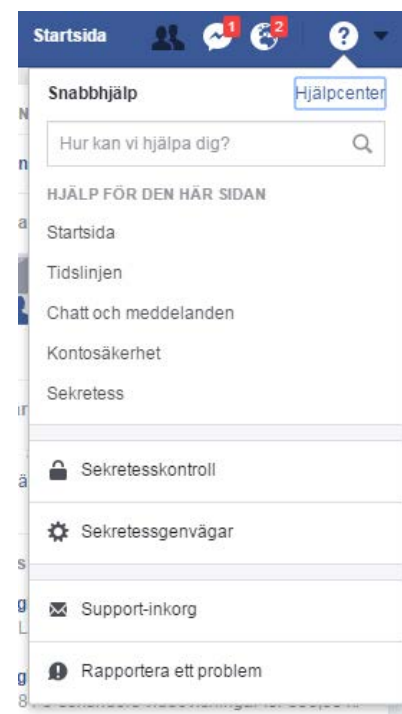 Startsida
1
2
?
Snabbhjälp Hjälpcenter
Hur kan vi hjälpa dig?
HJÄLP FÖR DEN HÄR SIDAN
Startsida
Tidslinjen
Chatt och meddelanden
Kontosäkerhet
Sekretess
Sekretesskontroll
Sekretessgenvägar
Support-inkorg
Rapportera ett problem